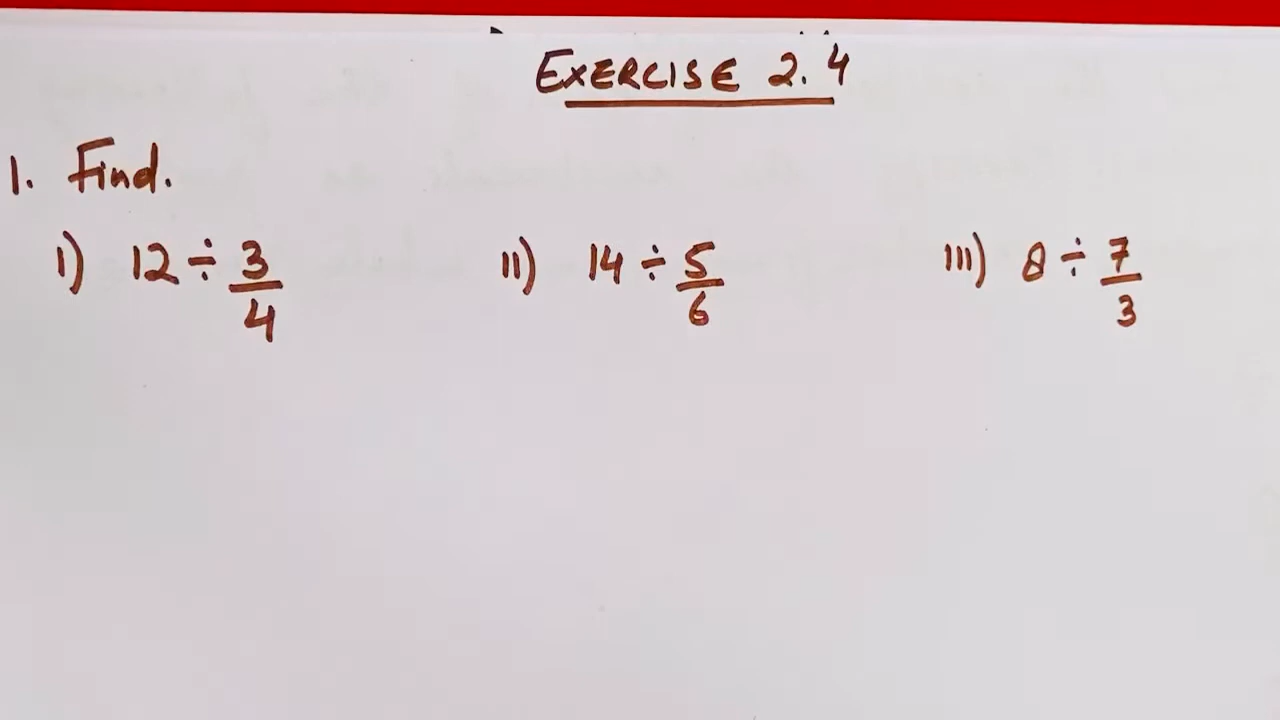 EXERCISE 2.4
1. Find.
I) 12 ÷ 3/4 II) 14 ÷ 5/6 III) 8 ÷ 7/3